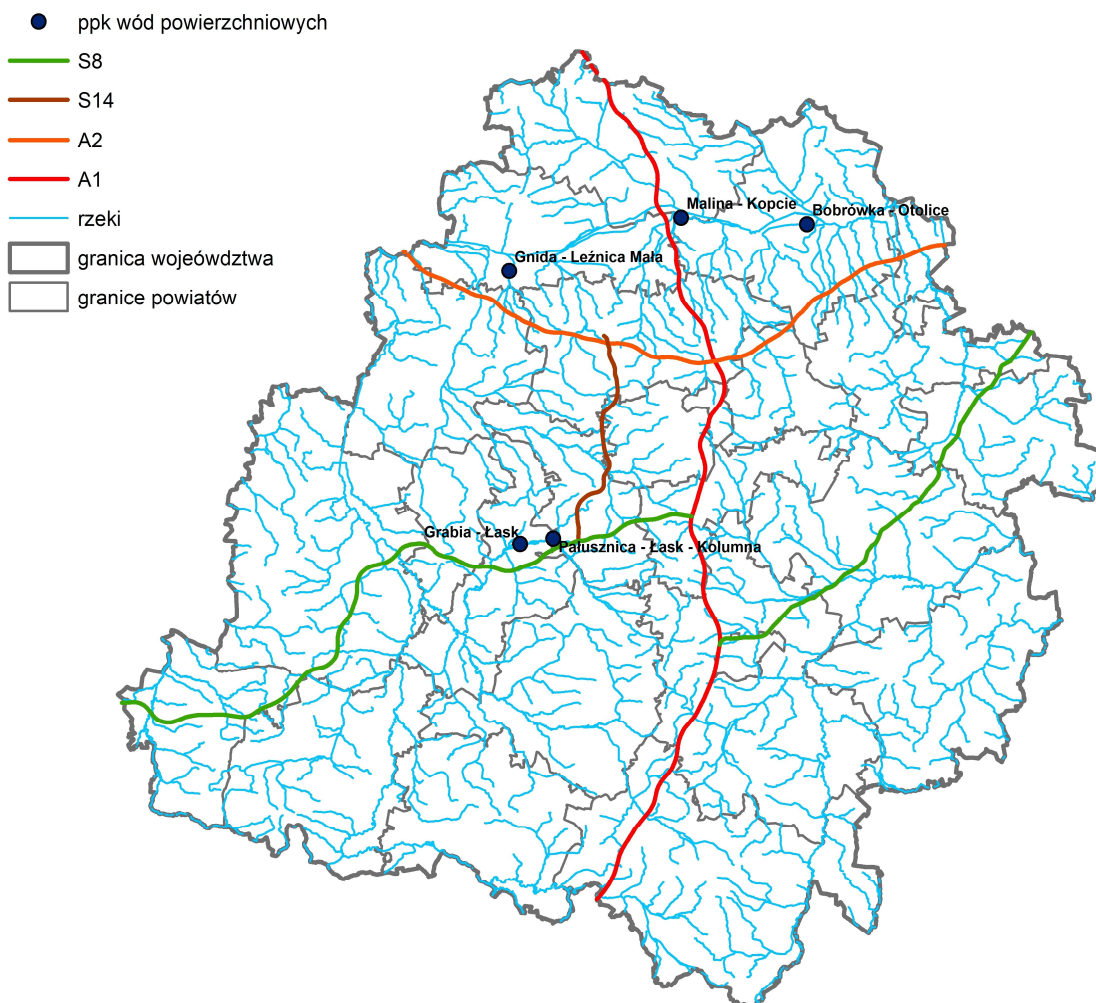 ppk wód powierzchniowych
S8
S14
A2
A1
rzeki
granica wojeówdztwa
granice powiatów
Malina - Kopcie
Bobrówka - Otolice
Gnida - Leźnica Mała
Grabia - Łask
Pałusznica - Łask - Kolumna